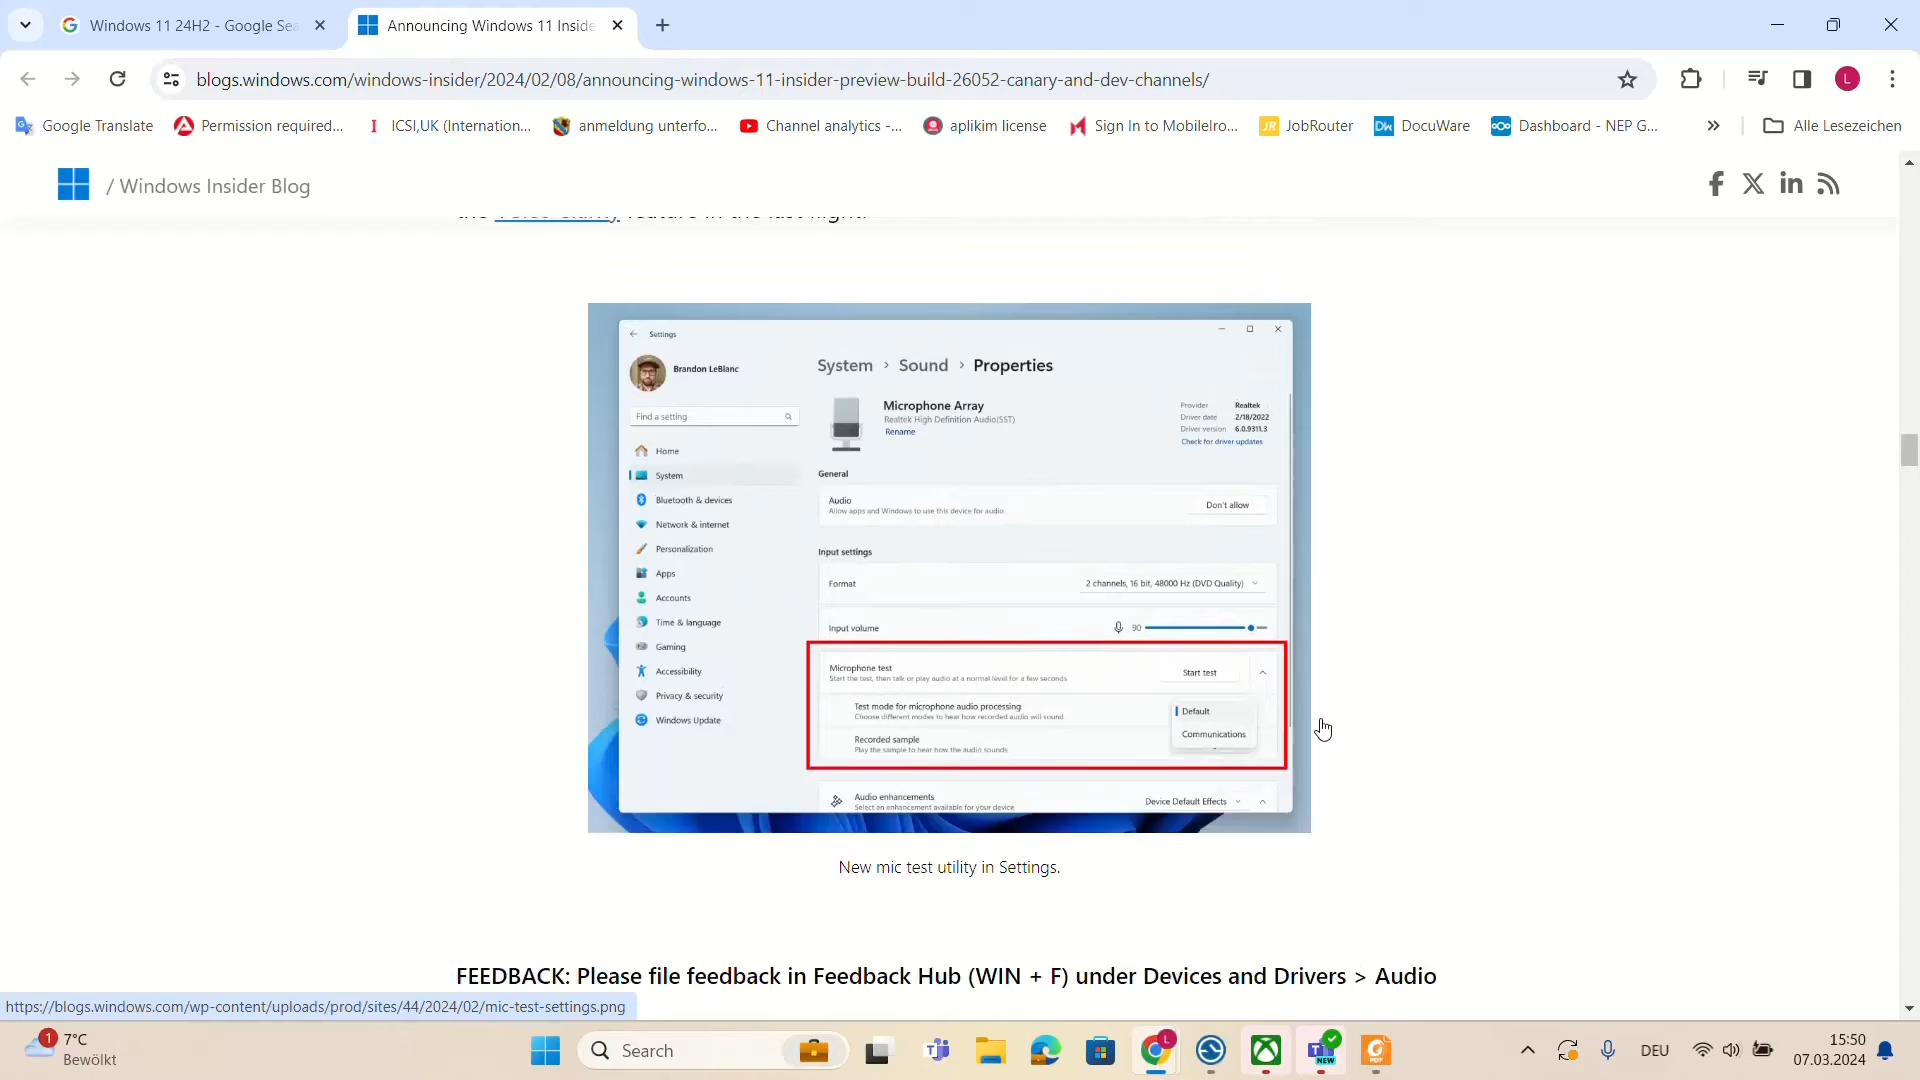 Windows 11 24H2 - Google Sea
Announcing Windows 11 Inside
blogs.windows.com/windows-insider/2024/02/08/announcing-windows-11-insider-preview-build-26052-canary-and-dev-channels/
L
Google Translate
Permission required...
ICSI,UK (Internation...
anmeldung unterfo...
Channel analytics -...
aplikim license
Sign In to MobileIro...
JobRouter
DocuWare
Dashboard - NEP G...
Alle Lesezeichen
/ Windows Insider Blog
the Voice Clarity feature in the last flight.
Settings
Brandon LeBlanc
Find a setting
Home
System
Bluetooth & devices
Network & internet
Personalization
Apps
Accounts
Time & language
Gaming
Accessibility
Privacy & security
Windows Update
System > Sound > Properties
Microphone Array
Realtek High Definition Audio(SST)
Rename
Provider Realtek
Driver date 2/18/2022
Driver version 6.0.9311.3
Check for driver updates
General
Audio
Allow apps and Windows to use this device for audio
Don't allow
Input settings
Format
2 channels, 16 bit, 48000 Hz (DVD Quality)
Input volume
90
Microphone test
Start the test, then talk or play audio at a normal level for a few seconds
Start test
Test mode for microphone audio processing
Choose different modes to hear how recorded audio will sound
Default
Communications
Recorded sample
Play the sample to hear how the audio sounds
Audio enhancements
Select an enhancement available for your device
Device Default Effects
New mic test utility in Settings.
FEEDBACK: Please file feedback in Feedback Hub (WIN + F) under Devices and Drivers > Audio
https://blogs.windows.com/wp-content/uploads/prod/sites/44/2024/02/mic-test-settings.png
1
7°C
Bewölkt
Search
L
NEW
PDF
DEU
15:50
07.03.2024